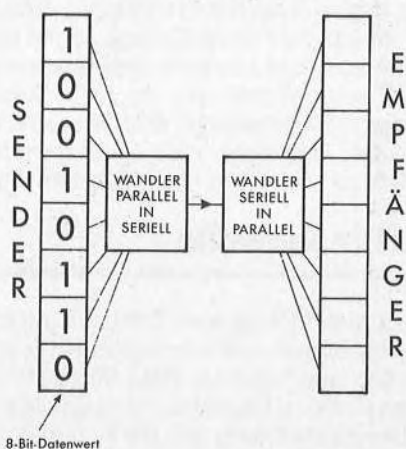 SENDER
1
0
0
1
0
1
1
0
WANDLER
PARALLEL
IN
SERIELL
WANDLER
SERIELL
IN
PARALLEL
EMPFÄNGER
8-Bit-Datenwert